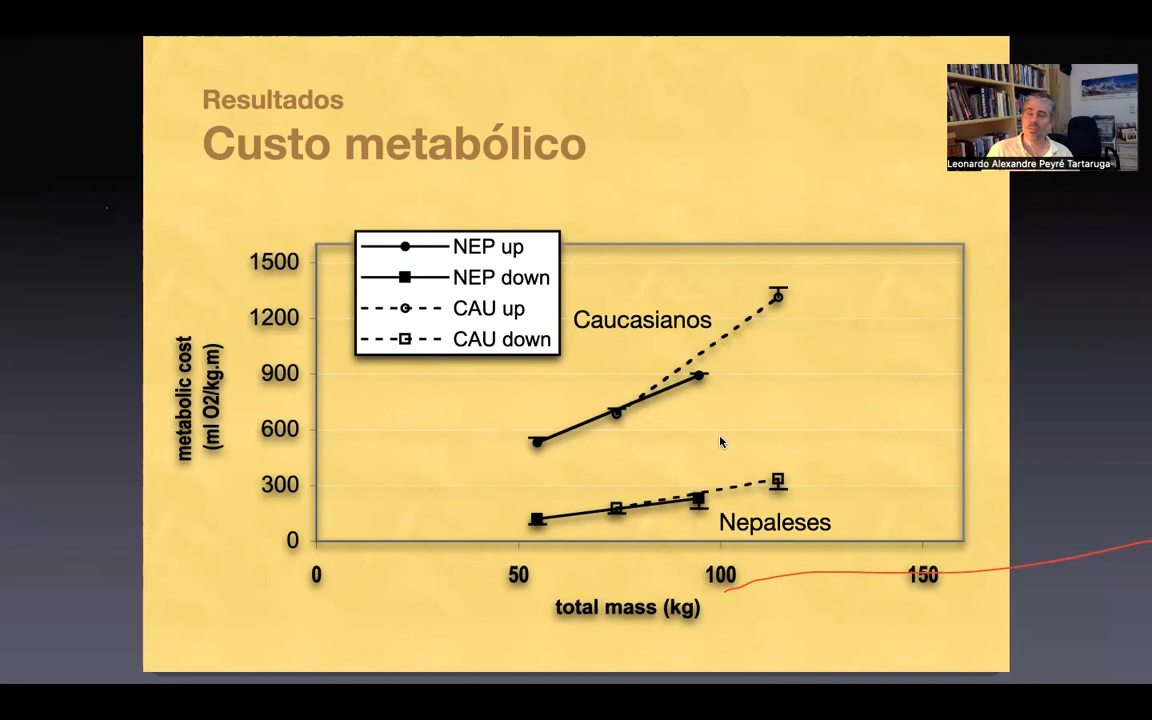 Resultados
Custo metabólico
Leonardo Alexandre Peyré Tartaruga
NEP up
NEP down
CAU up
CAU down
Caucasianos
Nepaleses
metabolic cost
(ml O2/kg.m)
1500
1200
900
600
300
0
0 50 100 150
total mass (kg)